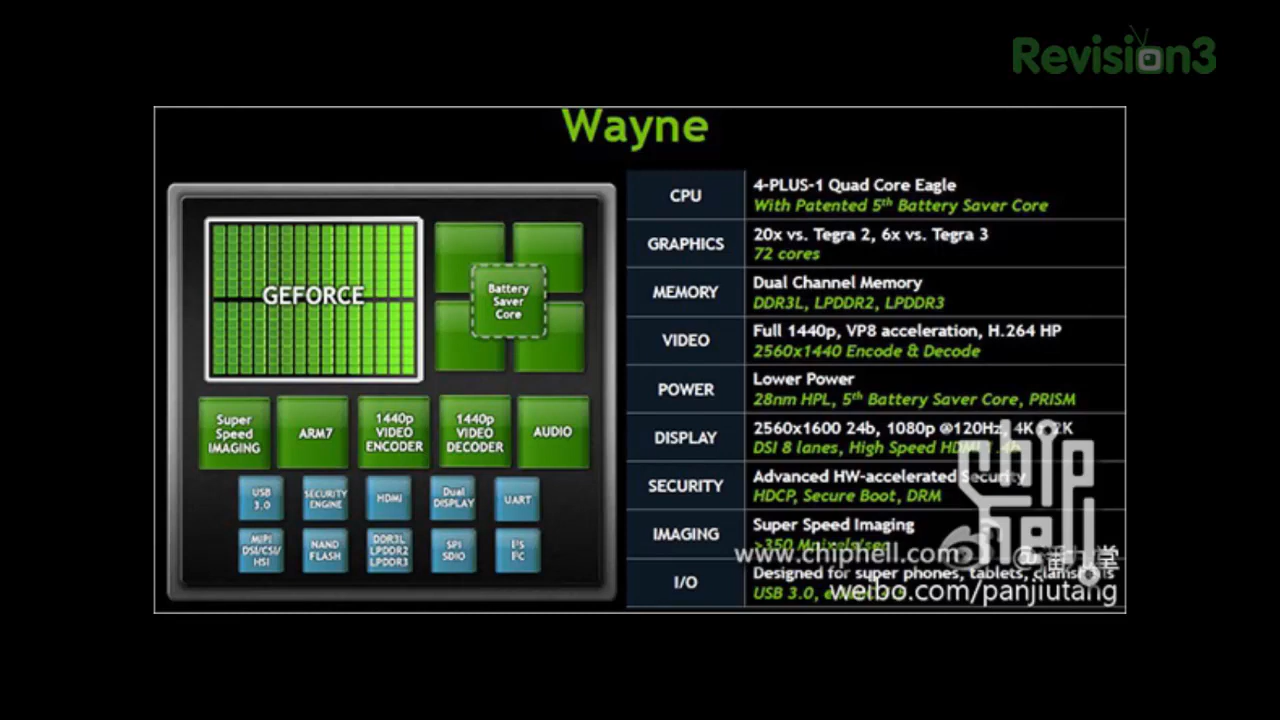 Revision3
Wayne
GEFORCE
Battery
Saver
Core
Super
Speed
IMAGING
ARM7
1440p
VIDEO
ENCODER
1440p
VIDEO
DECODER
AUDIO
USB
3.0
SECURITY
ENGINE
HDMI
Dual
DISPLAY
UART
MIPI
DSI/CSI/
HSI
NAND
FLASH
DDR3L
LPDDR2
LPDDR3
SPI
SDIO
I²S
I²C
CPU
4-PLUS-1 Quad Core Eagle
With Patented 5th Battery Saver Core
GRAPHICS
20x vs. Tegra 2, 6x vs. Tegra 3
72 cores
MEMORY
Dual Channel Memory
DDR3L, LPDDR2, LPDDR3
VIDEO
Full 1440p, VP8 acceleration, H.264 HP
2560x1440 Encode & Decode
POWER
Lower Power
28nm HPL, 5th Battery Saver Core, PRISM
DISPLAY
2560x1600 24b, 1080p @120Hz, 4K x 2K
DSI 8 lanes, High Speed HDMI
SECURITY
Advanced HW-accelerated Security
HDCP, Secure Boot, DRM
IMAGING
Super Speed Imaging
>350
I/O
Designed for super phones, tablets,
USB 3.0,
chip
hell
www.chiphell.com
weibo.com/panjiutang